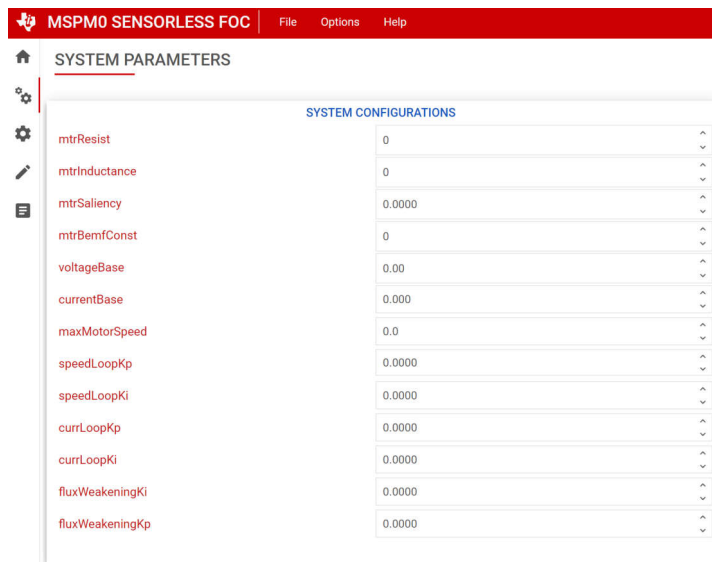 MSPM0 SENSORLESS FOC File Options Help
SYSTEM PARAMETERS
SYSTEM CONFIGURATIONS
mtrResist 0
mtrInductance 0
mtrSaliency 0.0000
mtrBemfConst 0
voltageBase 0.00
currentBase 0.000
maxMotorSpeed 0.0
speedLoopKp 0.0000
speedLoopKi 0.0000
currLoopKp 0.0000
currLoopKi 0.0000
fluxWeakeningKi 0.0000
fluxWeakeningKp 0.0000